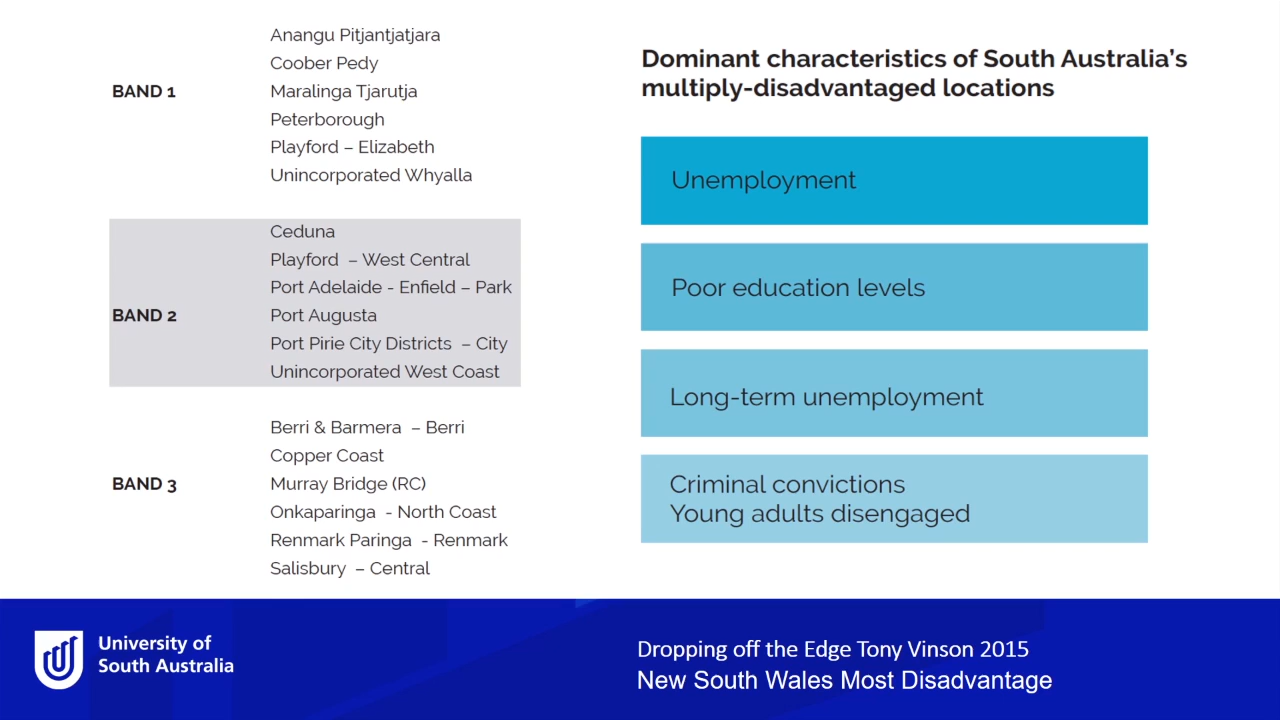 Anangu Pitjantjatjara
Coober Pedy
BAND 1 Maralinga Tjarutja
Peterborough
Playford – Elizabeth
Unincorporated Whyalla
Ceduna
Playford – West Central
Port Adelaide - Enfield – Park
BAND 2 Port Augusta
Port Pirie City Districts – City
Unincorporated West Coast
Berri & Barmera – Berri
Copper Coast
BAND 3 Murray Bridge (RC)
Onkaparinga - North Coast
Renmark Paringa - Renmark
Salisbury – Central
Dominant characteristics of South Australia's
multiply-disadvantaged locations
Unemployment
Poor education levels
Long-term unemployment
Criminal convictions
Young adults disengaged
University of
South Australia
Dropping off the Edge Tony Vinson 2015
New South Wales Most Disadvantage